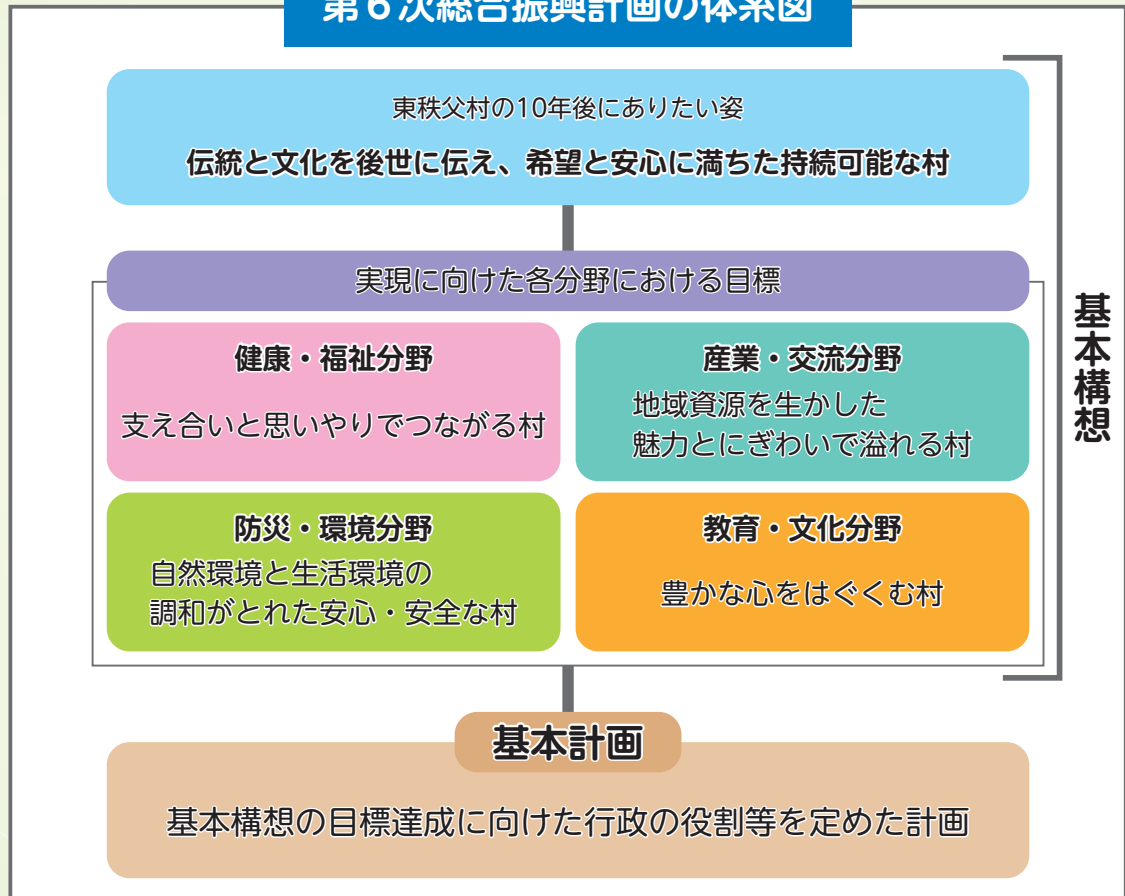 第6次総合振興計画の体系図
東秩父村の10年後にありたい姿
伝統と文化を後世に伝え、希望と安心に満ちた持続可能な村
実現に向けた各分野における目標
健康・福祉分野
支え合いと思いやりでつながる村
産業・交流分野
地域資源を生かした
魅力とにぎわいで溢れる村
防災・環境分野
自然環境と生活環境の
調和がとれた安心・安全な村
教育・文化分野
豊かな心をはぐくむ村
基本構想
基本計画
基本構想の目標達成に向けた行政の役割等を定めた計画